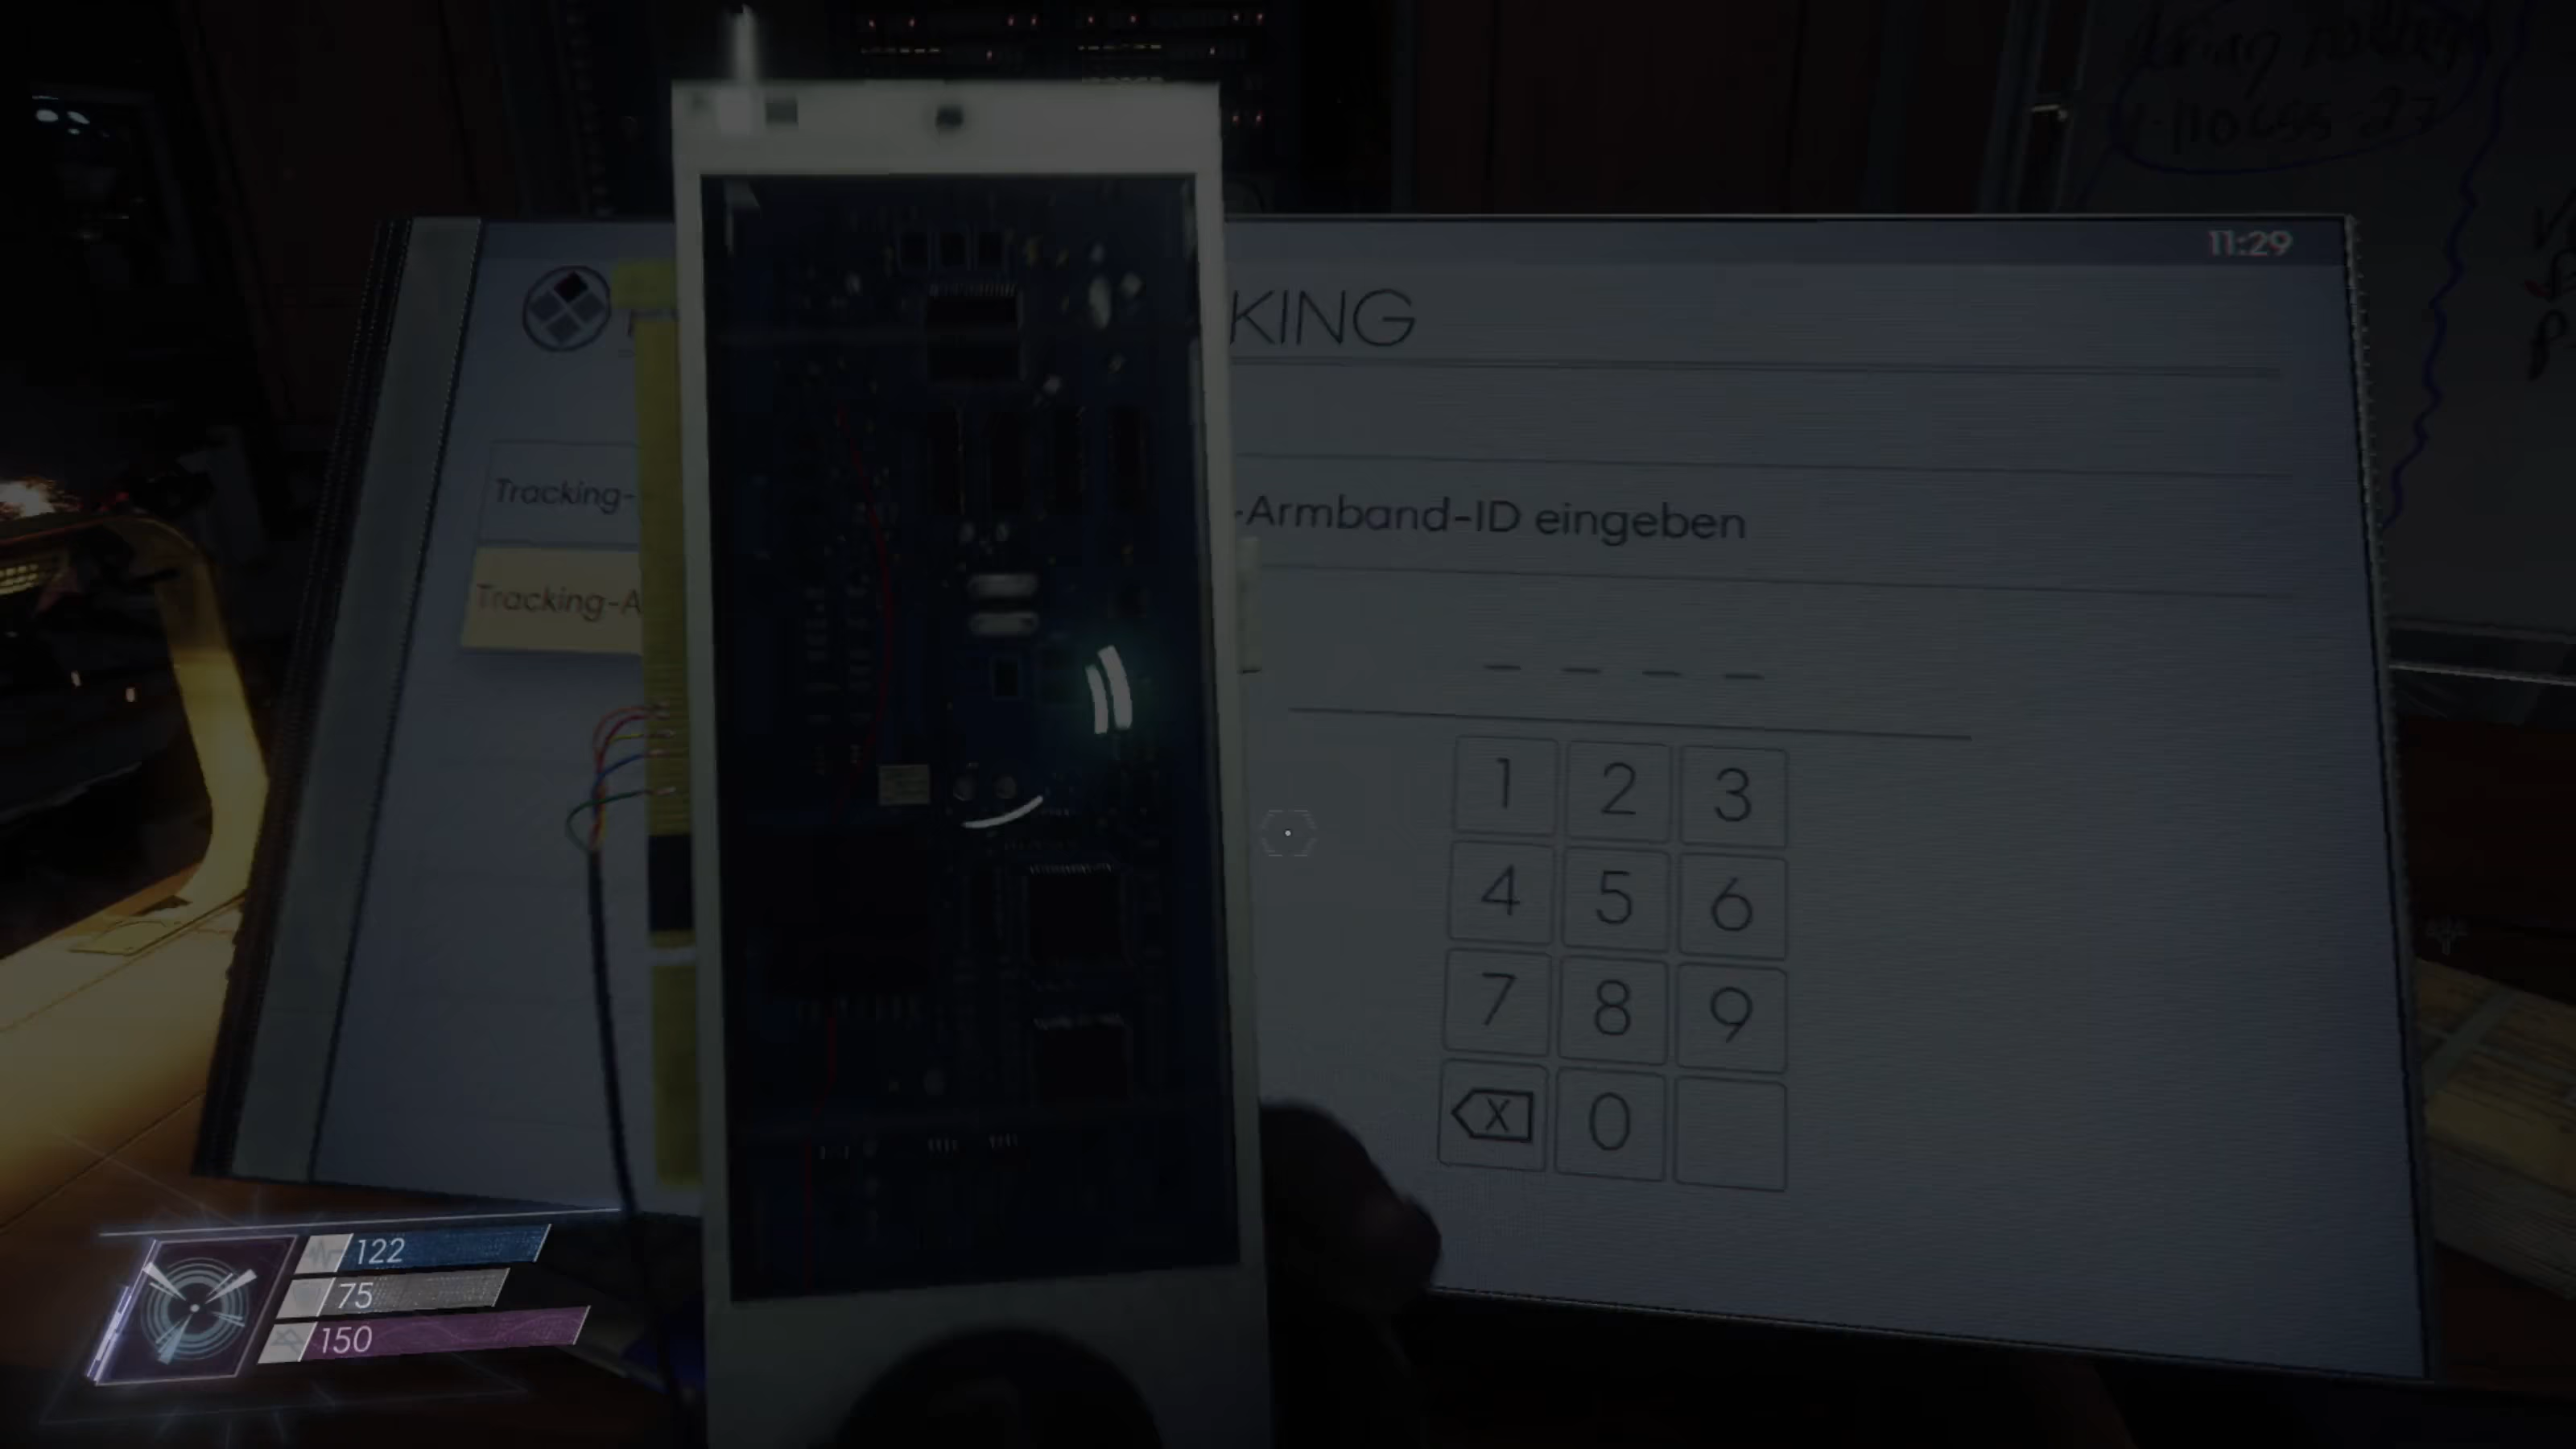 11:29
KING
Tracking-
-Armband-ID eingeben
Tracking-A
1 2 3
4 5 6
7 8 9
X 0
122
75
150